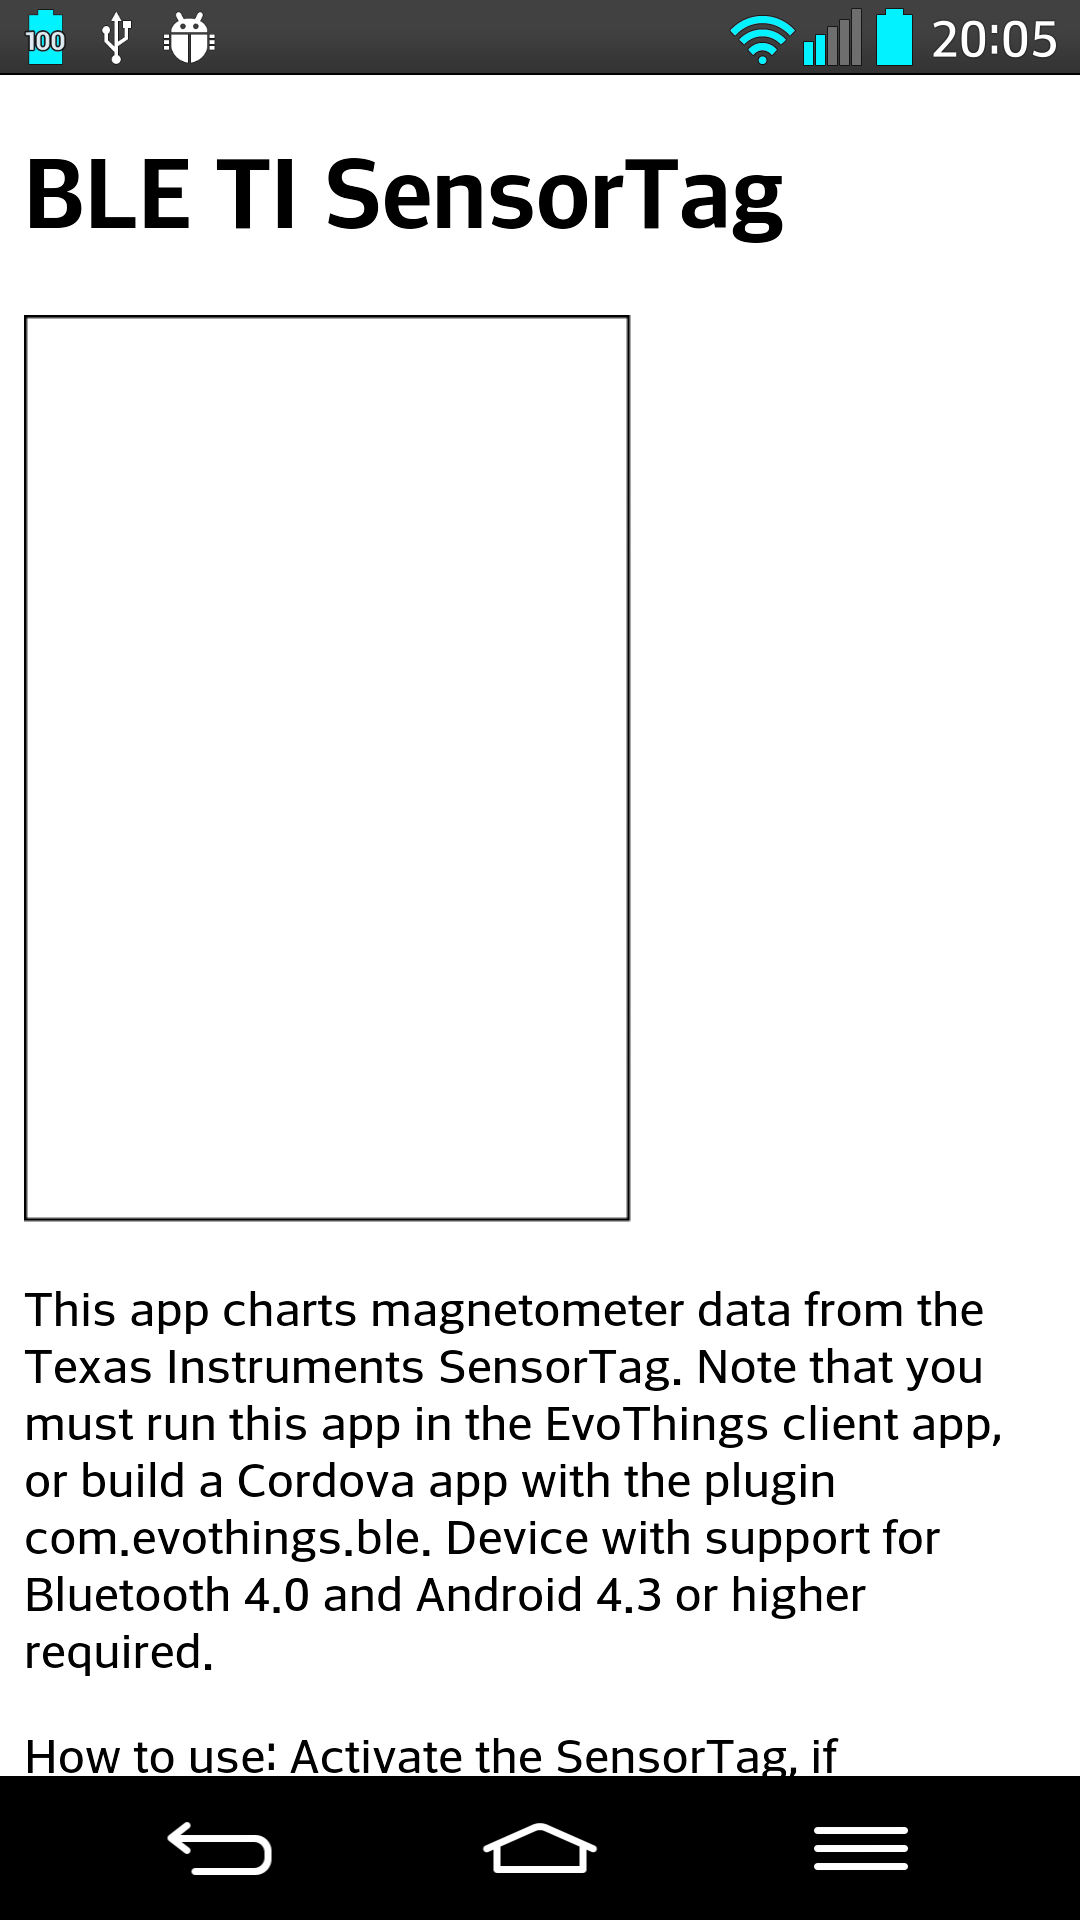 100
20:05
BLE TI SensorTag
This app charts magnetometer data from the
Texas Instruments SensorTag. Note that you
must run this app in the EvoThings client app,
or build a Cordova app with the plugin
com.evothings.ble. Device with support for
Bluetooth 4.0 and Android 4.3 or higher
required.
How to use: Activate the SensorTag, if